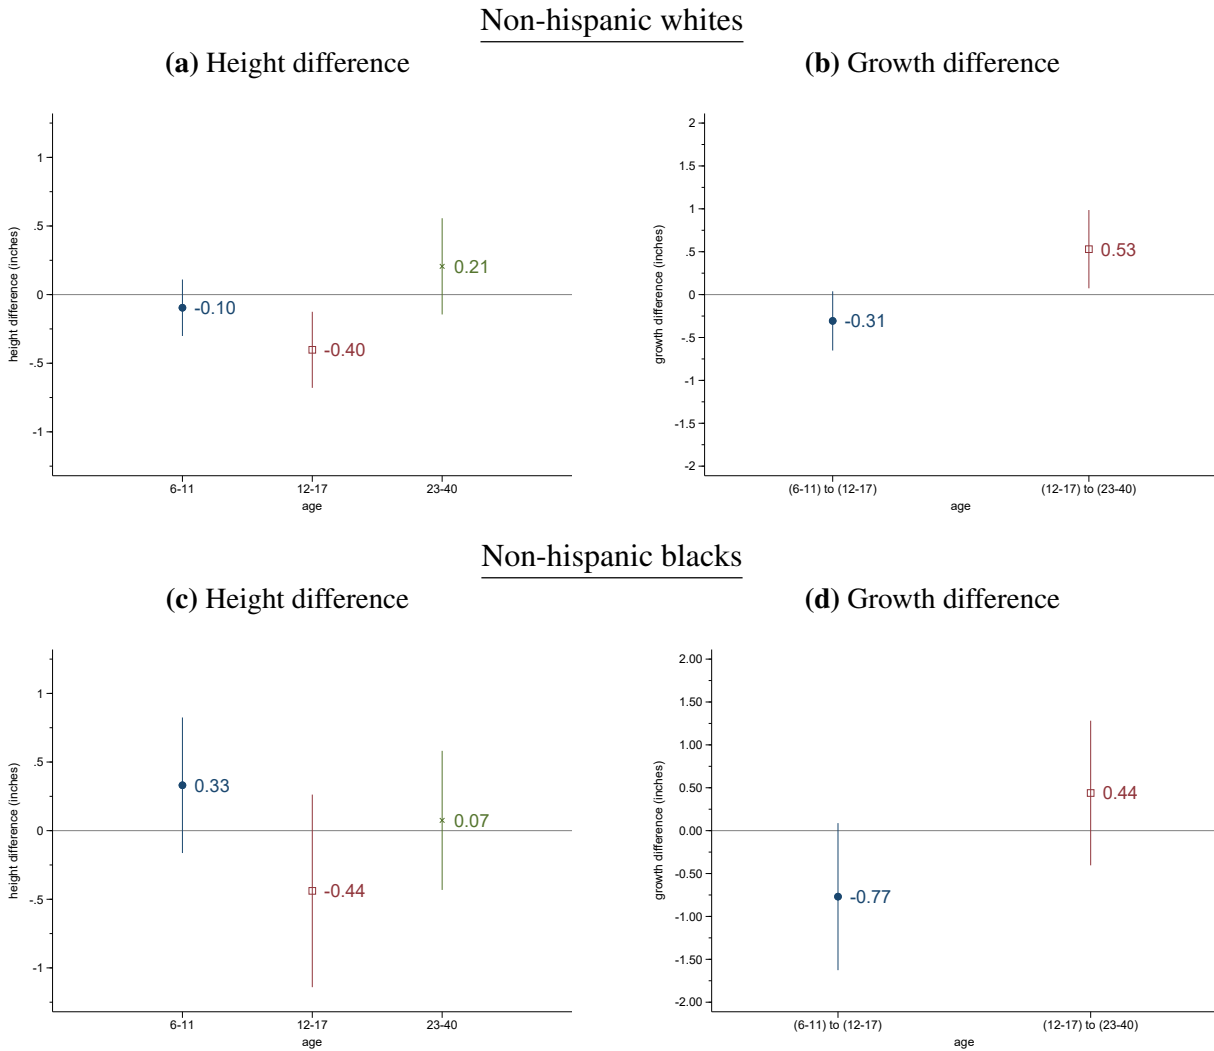 Non-hispanic whites
(a) Height difference
(b) Growth difference
height difference (inches)
1
.5
0
-.5
-1
-0.10
-0.40
0.21
6-11
12-17
23-40
age
growth difference (inches)
2
1.5
1
.5
0
-.5
-1
-1.5
-2
-0.31
0.53
(6-11) to (12-17)
(12-17) to (23-40)
age
Non-hispanic blacks
(c) Height difference
(d) Growth difference
height difference (inches)
1
.5
0
-.5
-1
0.33
-0.44
0.07
6-11
12-17
23-40
age
growth difference (inches)
2.00
1.50
1.00
0.50
0.00
-0.50
-1.00
-1.50
-2.00
-0.77
0.44
(6-11) to (12-17)
(12-17) to (23-40)
age